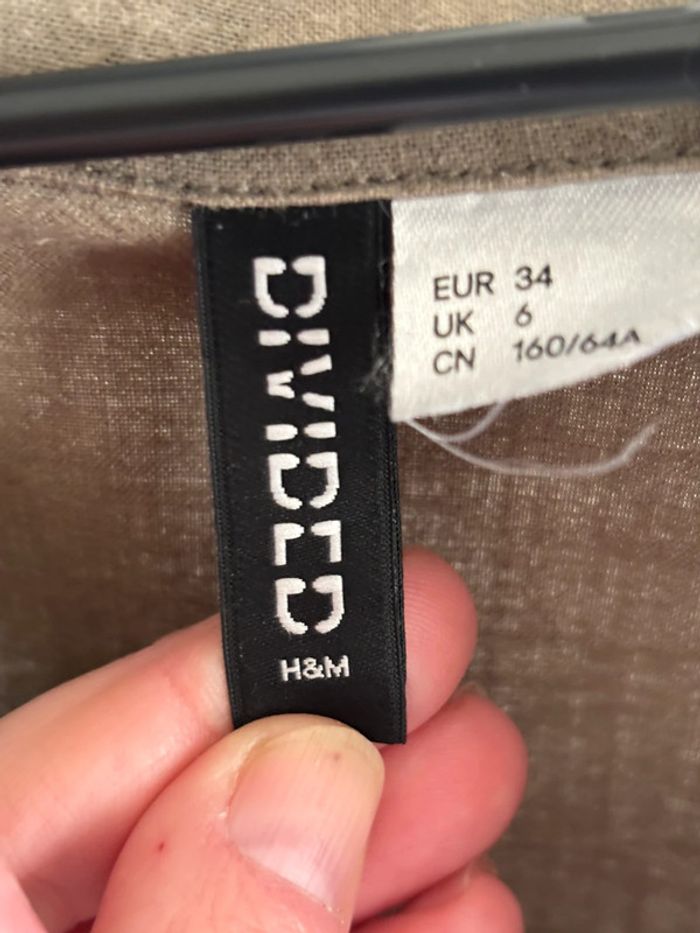 DIVIDED
H&M
EUR 34
UK 6
CN 160/64A